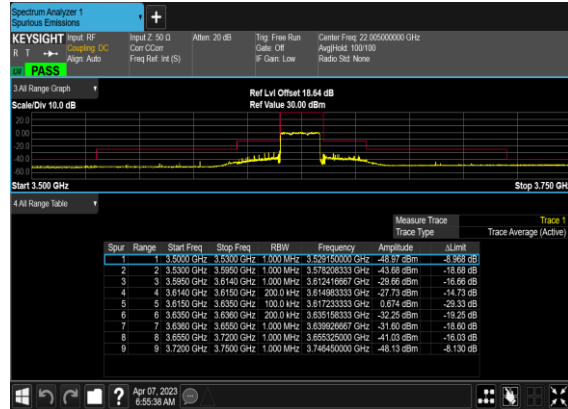 Spectrum Analyzer 1
Spurious Emissions
KEYSIGHT
R T
LM PASS
Input: RF
Coupling: DC
Align: Auto
Input Z: 50 Ω
Corr CCorr
Freq Ref: Int (S)
Atten: 20 dB
Trig: Free Run
Gate: Off
IF Gain: Low
Center Freq: 22.005000000 GHz
Avg|Hold: 100/100
Radio Std: None
3 All Range Graph
Scale/Div 10.0 dB
Ref Lvl Offset 18.64 dB
Ref Value 30.00 dBm
20.0
0.00
-20.0
-40.0
-60.0
Start 3.500 GHz
Stop 3.750 GHz
4 All Range Table
Measure Trace Trace 1
Trace Type Trace Average (Active)
Spur Range Start Freq Stop Freq RBW Frequency Amplitude ΔLimit
1 1 3.5000 GHz 3.5300 GHz 1.000 MHz 3.529150000 GHz -48.97 dBm -8.968 dB
2 2 3.5300 GHz 3.5950 GHz 1.000 MHz 3.578208333 GHz -43.68 dBm -18.68 dB
3 3 3.5950 GHz 3.6140 GHz 1.000 MHz 3.612416667 GHz -29.66 dBm -16.66 dB
4 4 3.6140 GHz 3.6150 GHz 200.0 kHz 3.614983333 GHz -27.73 dBm -14.73 dB
5 5 3.6150 GHz 3.6350 GHz 100.0 kHz 3.617233333 GHz 0.674 dBm -29.33 dB
6 6 3.6350 GHz 3.6360 GHz 200.0 kHz 3.635158333 GHz -32.25 dBm -19.25 dB
7 7 3.6360 GHz 3.6550 GHz 1.000 MHz 3.639926667 GHz -31.60 dBm -18.60 dB
8 8 3.6550 GHz 3.7200 GHz 1.000 MHz 3.655325000 GHz -41.03 dBm -16.03 dB
9 9 3.7200 GHz 3.7500 GHz 1.000 MHz 3.746450000 GHz -48.13 dBm -8.130 dB
?
Apr 07, 2023
6:55:38 AM